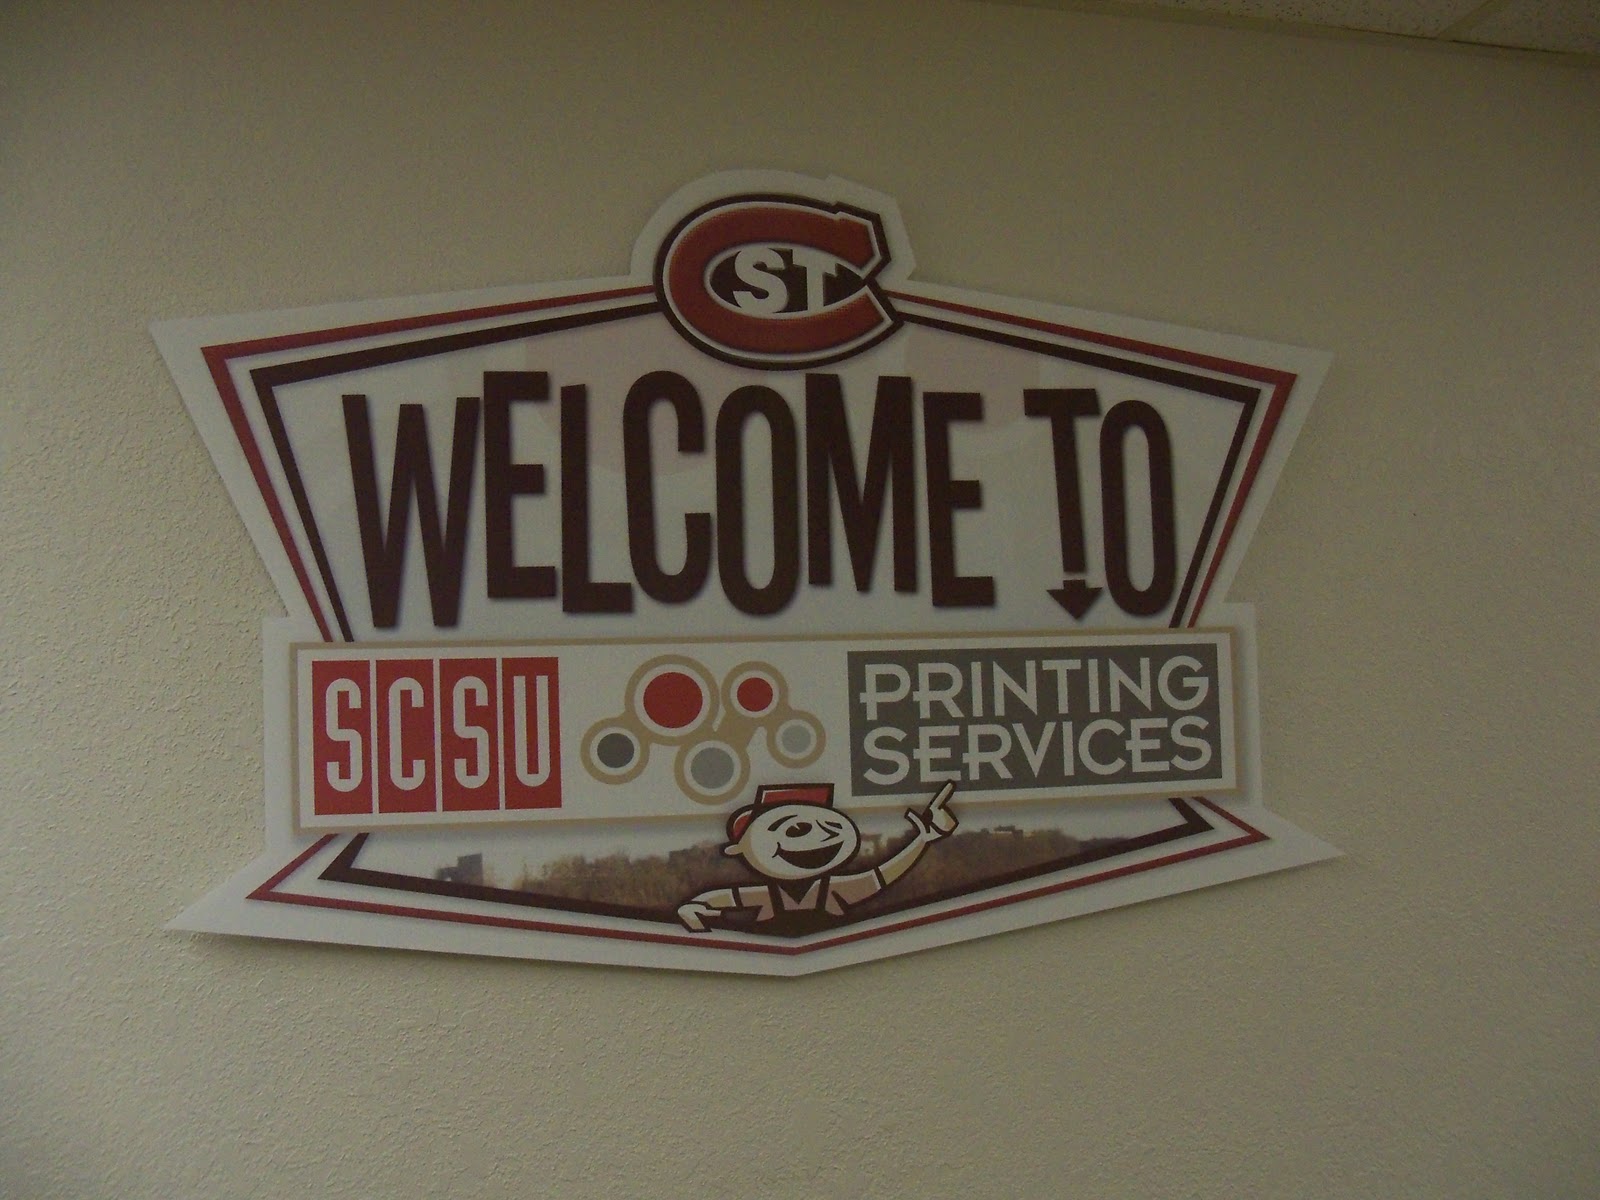 ST C
WELCOME TO
SCSU
PRINTING
SERVICES